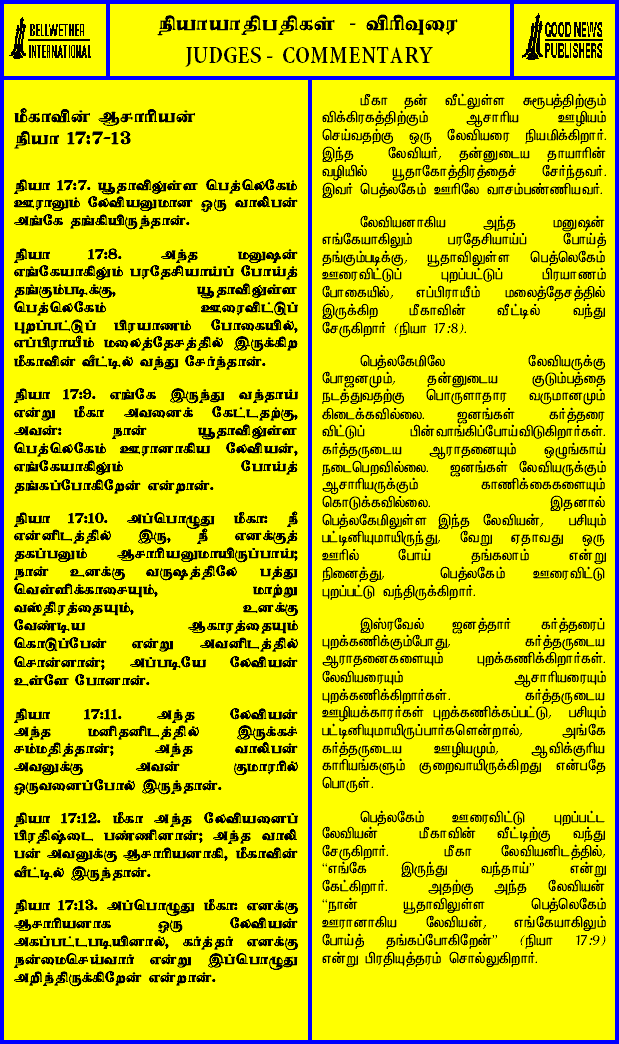 BELLWETHER
INTERNATIONAL
நியாயாதிபதிகள் - விரிவுரை
JUDGES - COMMENTARY
GOOD NEWS
PUBLISHERS
மீகாவின் ஆசாரியன்
நியா 17:7-13
நியா 17:7. யூதாவிலுள்ள பெத்லெகேம்
ஊரானும் லேவியனுமான ஒரு வாலிபன்
அங்கே தங்கியிருந்தான்.
நியா 17:8. அந்த மனுஷன்
எங்கேயாகிலும் பரதேசியாய்ப் போய்த்
தங்கும்படிக்கு, யூதாவிலுள்ள
பெத்லெகேம் ஊரைவிட்டுப்
புறப்பட்டுப் பிரயாணம் போகையில்,
எப்பிராயீம் மலைத்தேசத்தில் இருக்கிற
மீகாவின் வீட்டில் வந்து சேர்ந்தான்.
நியா 17:9. எங்கே இருந்து வந்தாய்
என்று மீகா அவனைக் கேட்டதற்கு,
அவன்: நான் யூதாவிலுள்ள
பெத்லெகேம் ஊரானாகிய லேவியன்,
எங்கேயாகிலும் போய்த்
தங்கப்போகிறேன் என்றான்.
நியா 17:10. அப்பொழுது மீகா: நீ
என்னிடத்தில் இரு, நீ எனக்குத்
தகப்பனும் ஆசாரியனுமாயிருப்பாய்;
நான் உனக்கு வருஷத்திலே பத்து
வெள்ளிக்காசையும், மாற்று
வஸ்திரத்தையும், உனக்கு
வேண்டிய ஆகாரத்தையும்
கொடுப்பேன் என்று அவனிடத்தில்
சொன்னான்; அப்படியே லேவியன்
உள்ளே போனான்.
நியா 17:11. அந்த லேவியன்
அந்த மனிதனிடத்தில் இருக்கச்
சம்மதித்தான்; அந்த வாலிபன்
அவனுக்கு அவன் குமாரரில்
ஒருவனைப்போல் இருந்தான்.
நியா 17:12. மீகா அந்த லேவியனைப்
பிரதிஷ்டை பண்ணினான்; அந்த வாலி
பன் அவனுக்கு ஆசாரியனாகி, மீகாவின்
வீட்டில் இருந்தான்.
நியா 17:13. அப்பொழுது மீகா: எனக்கு
ஆசாரியனாக ஒரு லேவியன்
அகப்பட்டபடியினால், கர்த்தர் எனக்கு
நன்மைசெய்வார் என்று இப்பொழுது
அறிந்திருக்கிறேன் என்றான்.
மீகா தன் வீட்லுள்ள சுரூபத்திற்கும்
விக்கிரகத்திற்கும் ஆசாரிய ஊழியம்
செய்வதற்கு ஒரு லேவியரை நியமிக்கிறார்.
இந்த லேவியர், தன்னுடைய தாயாரின்
வழியில் யூதாகோத்திரத்தைச் சேர்ந்தவர்.
இவர் பெத்லகேம் ஊரிலே வாசம்பண்ணியவர்.
லேவியனாகிய அந்த மனுஷன்
எங்கேயாகிலும் பரதேசியாய்ப் போய்த்
தங்கும்படிக்கு, யூதாவிலுள்ள பெத்லெகேம்
ஊரைவிட்டுப் புறப்பட்டுப் பிரயாணம்
போகையில், எப்பிராயீம் மலைத்தேசத்தில்
இருக்கிற மீகாவின் வீட்டில் வந்து
சேருகிறார் (நியா 17:8).
பெத்லகேமிலே லேவியருக்கு
போஜனமும், தன்னுடைய குடும்பத்தை
நடத்துவதற்கு பொருளாதார வருமானமும்
கிடைக்கவில்லை. ஜனங்கள் கர்த்தரை
விட்டுப் பின்வாங்கிப்போய்விடுகிறார்கள்.
கர்த்தருடைய ஆராதனையும் ஒழுங்காய்
நடைபெறவில்லை. ஜனங்கள் லேவியருக்கும்
ஆசாரியருக்கும் காணிக்கைகளையும்
கொடுக்கவில்லை. இதனால்
பெத்லகேமிலுள்ள இந்த லேவியன், பசியும்
பட்டினியுமாயிருந்து, வேறு ஏதாவது ஒரு
ஊரில் போய் தங்கலாம் என்று
நினைத்து, பெத்லகேம் ஊரைவிட்டு
புறப்பட்டு வந்திருக்கிறார்.
இஸ்ரவேல் ஜனத்தார் கர்த்தரைப்
புறக்கணிக்கும்போது, கர்த்தருடைய
ஆராதனைகளையும் புறக்கணிக்கிறார்கள்.
லேவியரையும் ஆசாரியரையும்
புறக்கணிக்கிறார்கள். கர்த்தருடைய
ஊழியக்காரர்கள் புறக்கணிக்கப்பட்டு, பசியும்
பட்டினியுமாயிருப்பார்களென்றால், அங்கே
கர்த்தருடைய ஊழியமும், ஆவிக்குரிய
காரியங்களும் குறைவாயிருக்கிறது என்பதே
பொருள்.
பெத்லகேம் ஊரைவிட்டு புறப்பட்ட
லேவியன் மீகாவின் வீட்டிற்கு வந்து
சேருகிறார். மீகா லேவியனிடத்தில்,
“எங்கே இருந்து வந்தாய்” என்று
கேட்கிறார். அதற்கு அந்த லேவியன்
“நான் யூதாவிலுள்ள பெத்லெகேம்
ஊரானாகிய லேவியன், எங்கேயாகிலும்
போய்த் தங்கப்போகிறேன்” (நியா 17:9)
என்று பிரதியுத்தரம் சொல்லுகிறார்.